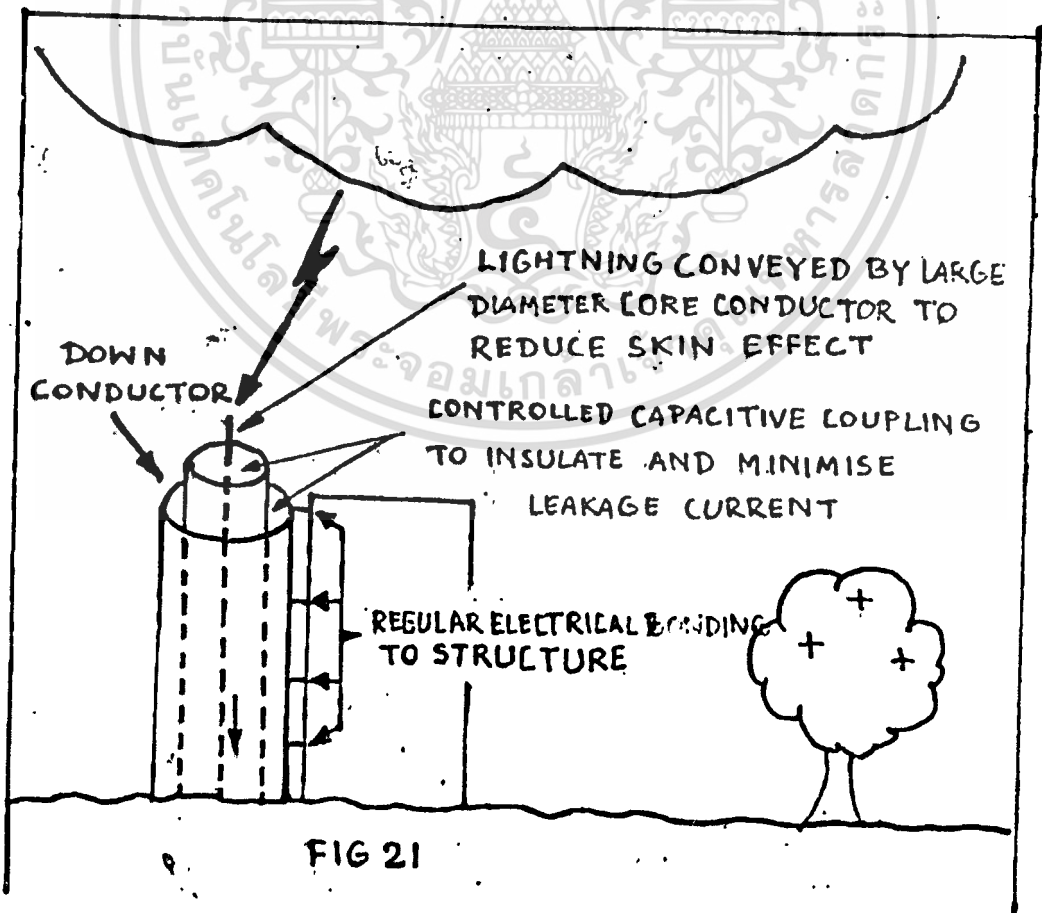 LIGHTNING CONVEYED BY LARGE
DIAMETER CORE CONDUCTOR TO
REDUCE SKIN EFFECT
DOWN
CONDUCTOR
CONTROLLED CAPACITIVE COUPLING
TO INSULATE AND MINIMISE
LEAKAGE CURRENT
REGULAR ELECTRICAL BONDING
TO STRUCTURE
FIG 21